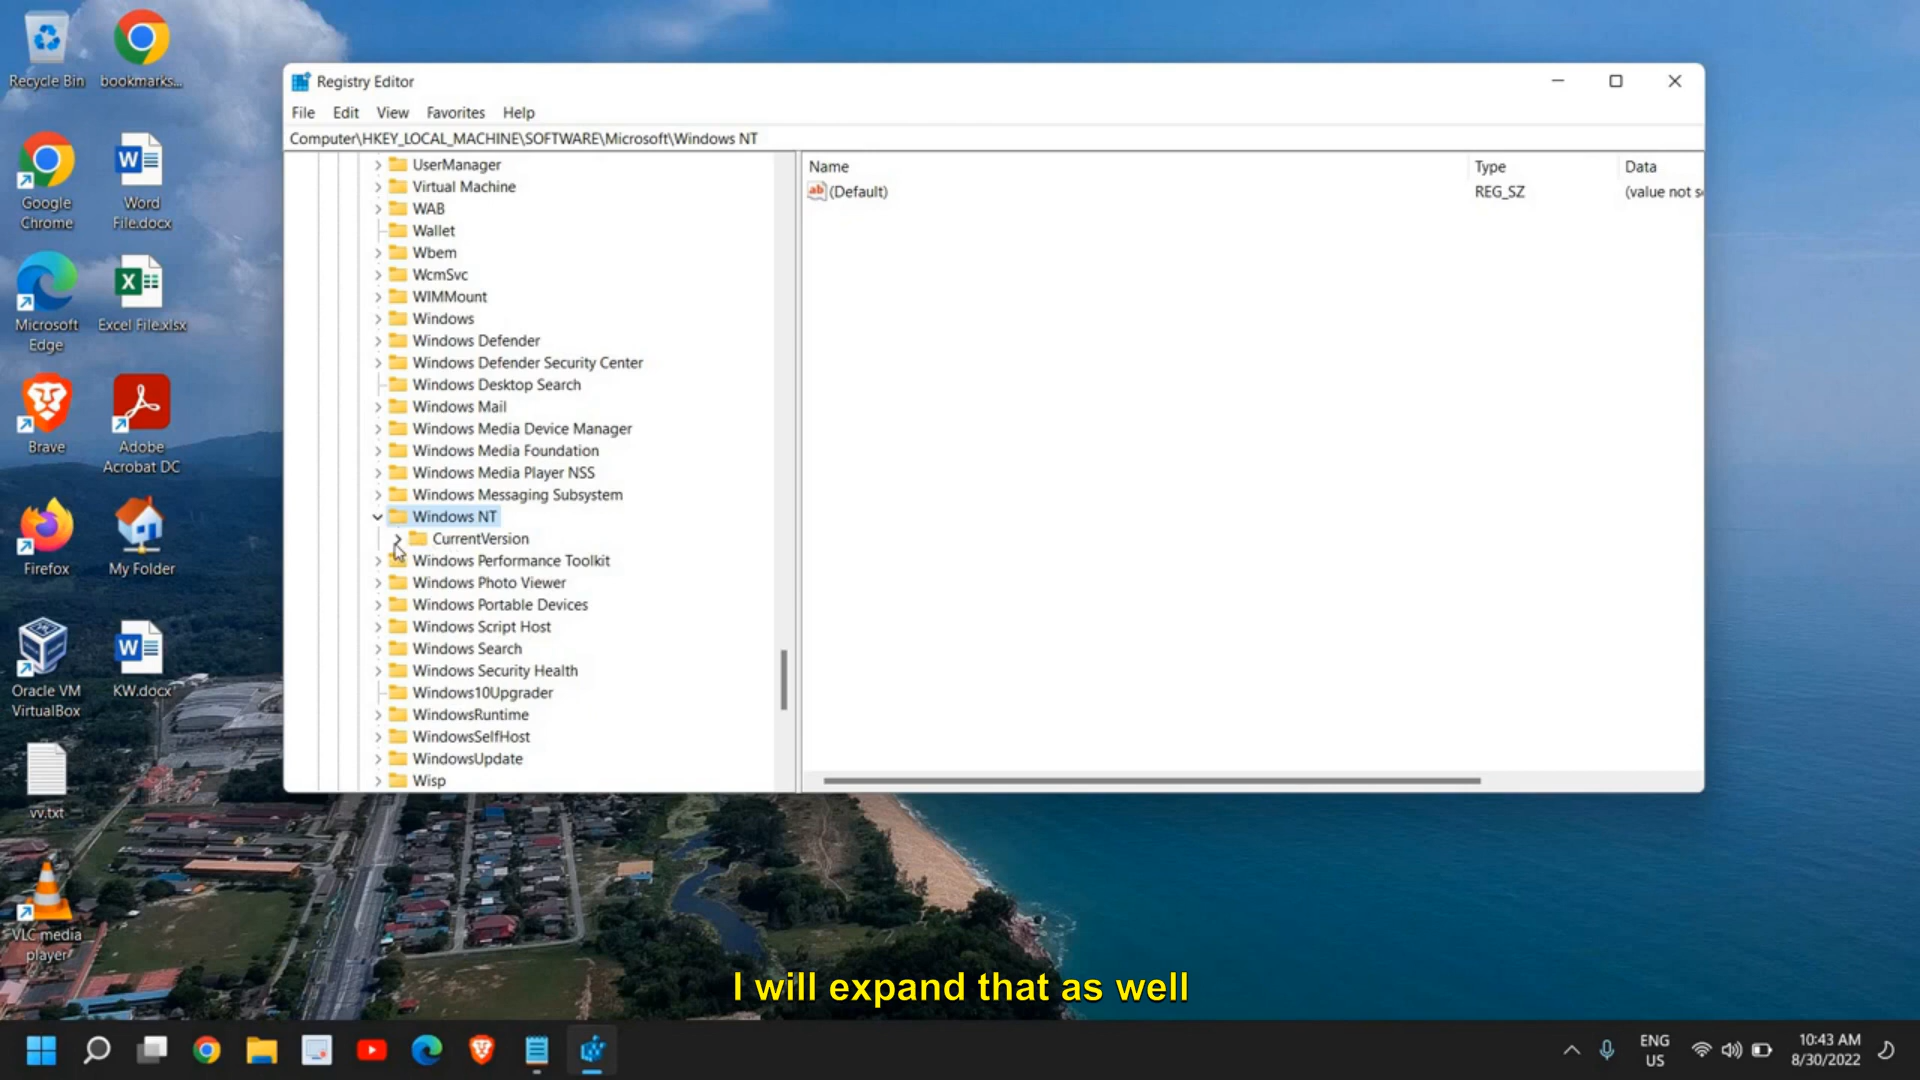 Recycle Bin
bookmarks...
Google
Chrome
Word
File.docx
Microsoft
Edge
Excel File.xlsx
Brave
Adobe
Acrobat DC
Firefox
My Folder
Oracle VM
VirtualBox
KW.docx
vv.txt
VLC media
player
Registry Editor
File Edit View Favorites Help
Computer\HKEY_LOCAL_MACHINE\SOFTWARE\Microsoft\Windows NT
UserManager
Virtual Machine
WAB
Wallet
Wbem
WcmSvc
WIMMount
Windows
Windows Defender
Windows Defender Security Center
Windows Desktop Search
Windows Mail
Windows Media Device Manager
Windows Media Foundation
Windows Media Player NSS
Windows Messaging Subsystem
Windows NT
CurrentVersion
Windows Performance Toolkit
Windows Photo Viewer
Windows Portable Devices
Windows Script Host
Windows Search
Windows Security Health
Windows10Upgrader
WindowsRuntime
WindowsSelfHost
WindowsUpdate
Wisp
Name Type Data
ab (Default) REG_SZ (value not s
I will expand that as well
ENG
US
10:43 AM
8/30/2022